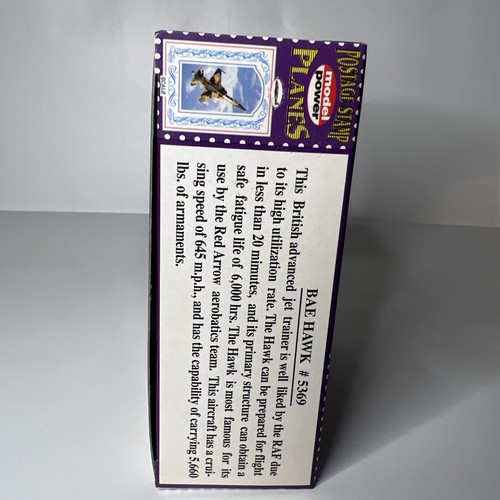 POSTAGE STAMP
model
power
PLANES
BAE HAWK # 5369
This British advanced jet trainer is well liked by the RAF due
to its high utilization rate. The Hawk can be prepared for flight
in less than 20 mimutes, and its primary structure can obtain a
safe fatigue life of 6,000 hrs. The Hawk is most famous for its
use by the Red Arrow aerobatics team. This aircraft has a crui-
sing speed of 645 m.p.h., and has the capability of carrying 5,660
lbs. of armaments.